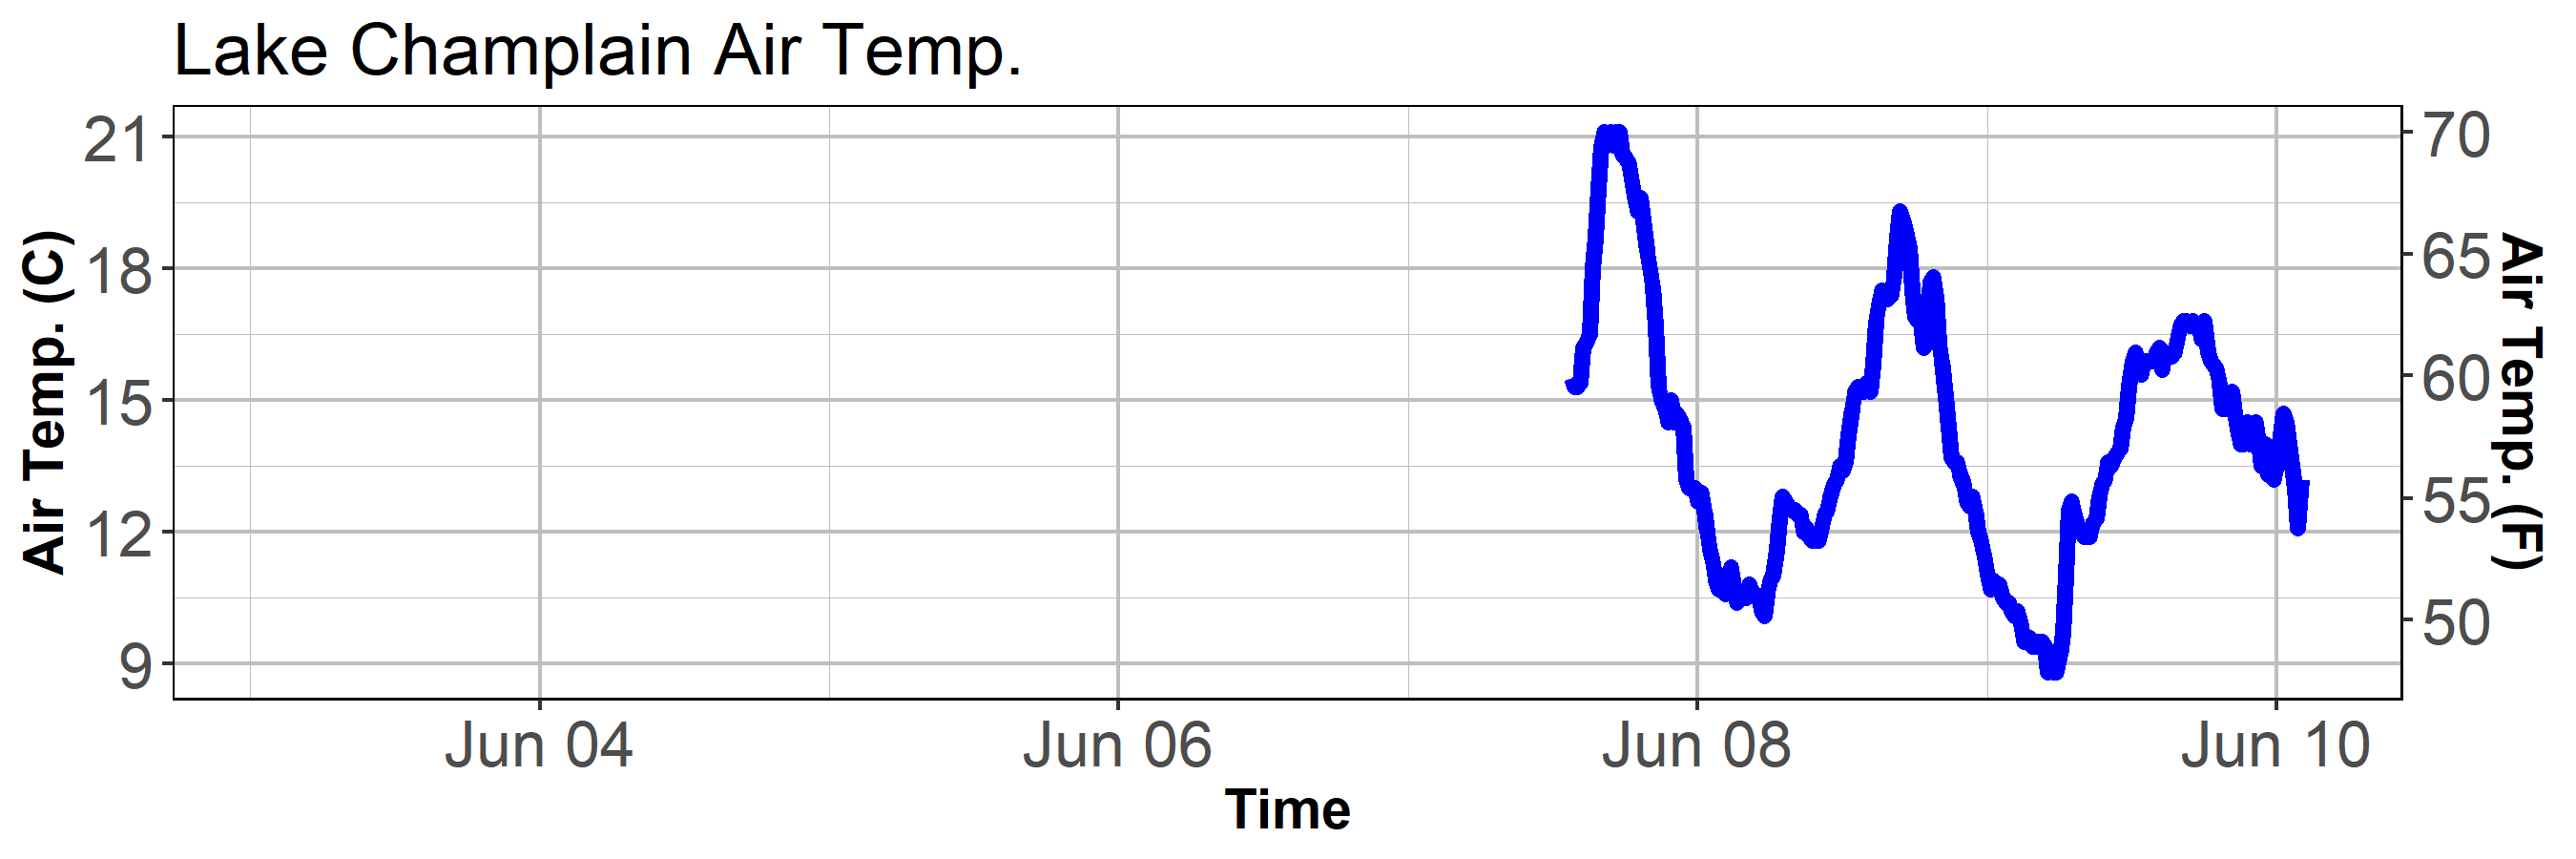 Lake Champlain Air Temp.
Air Temp. (C)
21
18
15
12
9
70
65
60
55
50
Air Temp. (F)
Jun 04
Jun 06
Jun 08
Jun 10
Time